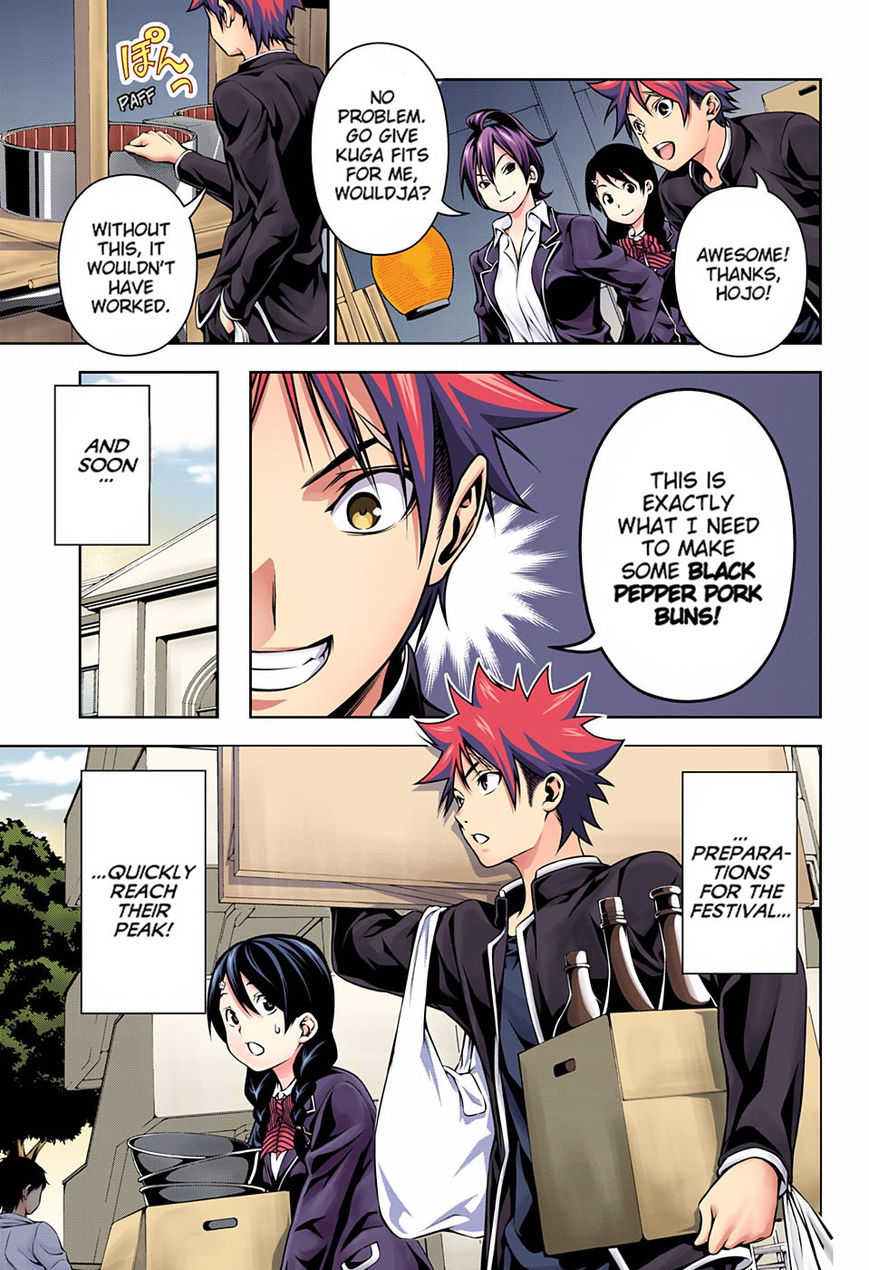 AWESOME!
THANKS,
HOJO!
NO
PROBLEM.
GO GIVE
KUGA FITS
FOR ME,
WOULDJA?
ぽんっ
PAFF
WITHOUT
THIS, IT
WOULDN'T
HAVE
WORKED.
THIS IS
EXACTLY
WHAT I NEED
TO MAKE
SOME BLACK
PEPPER PORK
BUNS!
AND
SOON
...
...
PREPARA-
TIONS
FOR THE
FESTIVAL...
...QUICKLY
REACH
THEIR
PEAK!